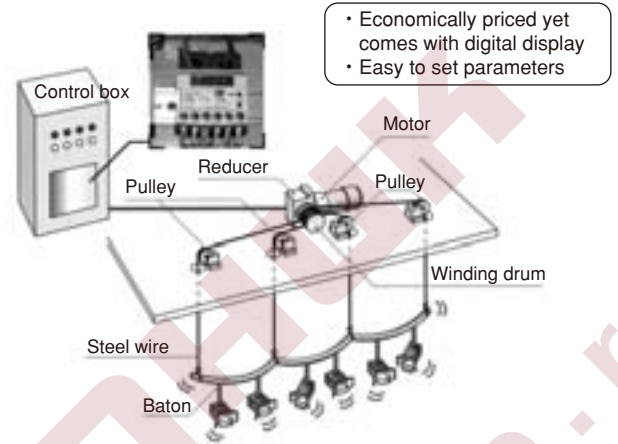 ・Economically priced yet
comes with digital display
・Easy to set parameters
Control box
Motor
Reducer
Pulley
Pulley
Winding drum
Steel wire
Baton